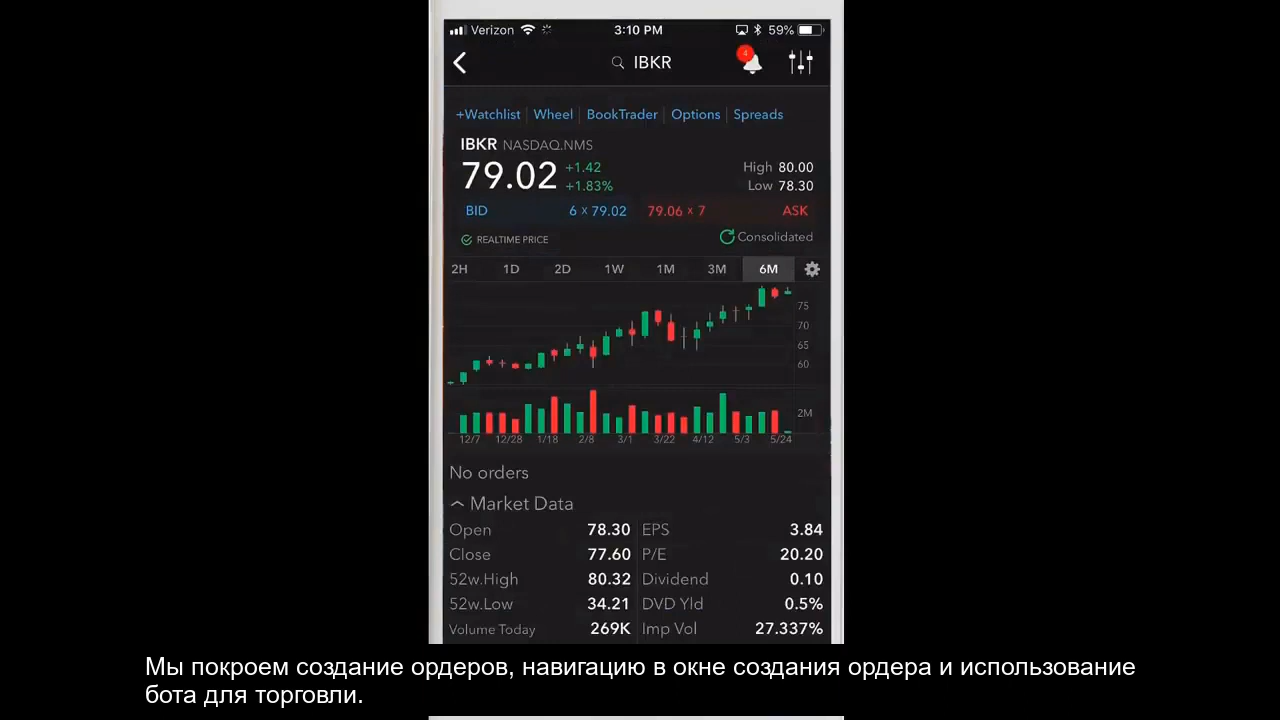 Verizon 3:10 PM 59%
IBKR 4
+Watchlist Wheel BookTrader Options Spreads
IBKR NASDAQ.NMS
79.02 +1.42 High 80.00
+1.83% Low 78.30
BID 6 x 79.02 79.06 x 7 ASK
REALTIME PRICE Consolidated
2H 1D 2D 1W 1M 3M 6M
75
70
65
60
2M
12/7 12/28 1/18 2/8 3/1 3/22 4/12 5/3 5/24
No orders
Market Data
Open 78.30 EPS 3.84
Close 77.60 P/E 20.20
52w.High 80.32 Dividend 0.10
52w.Low 34.21 DVD Yld 0.5%
Volume Today 269K Imp Vol 27.337%
Мы покроем создание ордеров, навигацию в окне создания ордера и использование
бота для торговли.